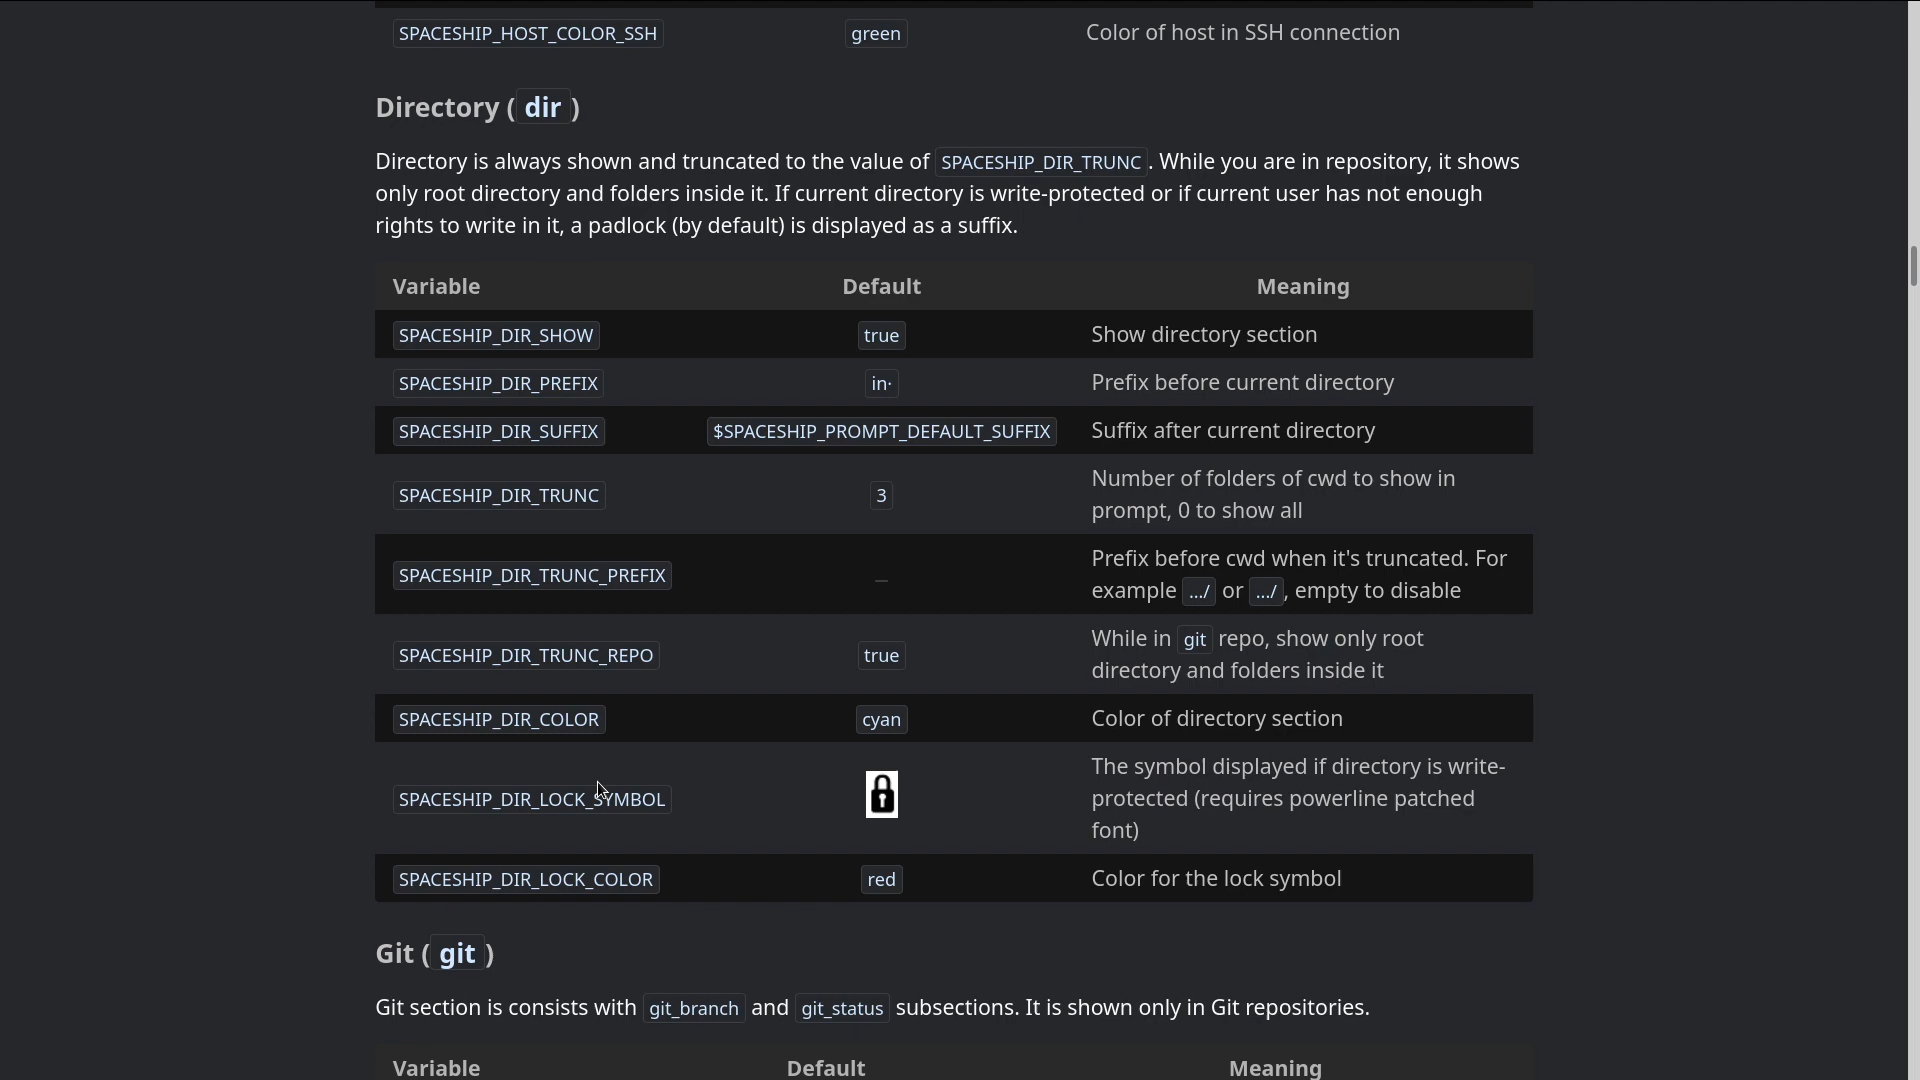 SPACESHIP_HOST_COLOR_SSH green Color of host in SSH connection
Directory ( dir )
Directory is always shown and truncated to the value of SPACESHIP_DIR_TRUNC . While you are in repository, it shows
only root directory and folders inside it. If current directory is write-protected or if current user has not enough
rights to write in it, a padlock (by default) is displayed as a suffix.
Variable Default Meaning
SPACESHIP_DIR_SHOW true Show directory section
SPACESHIP_DIR_PREFIX in· Prefix before current directory
SPACESHIP_DIR_SUFFIX $SPACESHIP_PROMPT_DEFAULT_SUFFIX Suffix after current directory
SPACESHIP_DIR_TRUNC 3 Number of folders of cwd to show in
prompt, 0 to show all
SPACESHIP_DIR_TRUNC_PREFIX _ Prefix before cwd when it's truncated. For
example …/ or .../ , empty to disable
SPACESHIP_DIR_TRUNC_REPO true While in git repo, show only root
directory and folders inside it
SPACESHIP_DIR_COLOR cyan Color of directory section
SPACESHIP_DIR_LOCK_SYMBOL The symbol displayed if directory is write-
protected (requires powerline patched
font)
SPACESHIP_DIR_LOCK_COLOR red Color for the lock symbol
Git ( git )
Git section is consists with git_branch and git_status subsections. It is shown only in Git repositories.
Variable Default Meaning